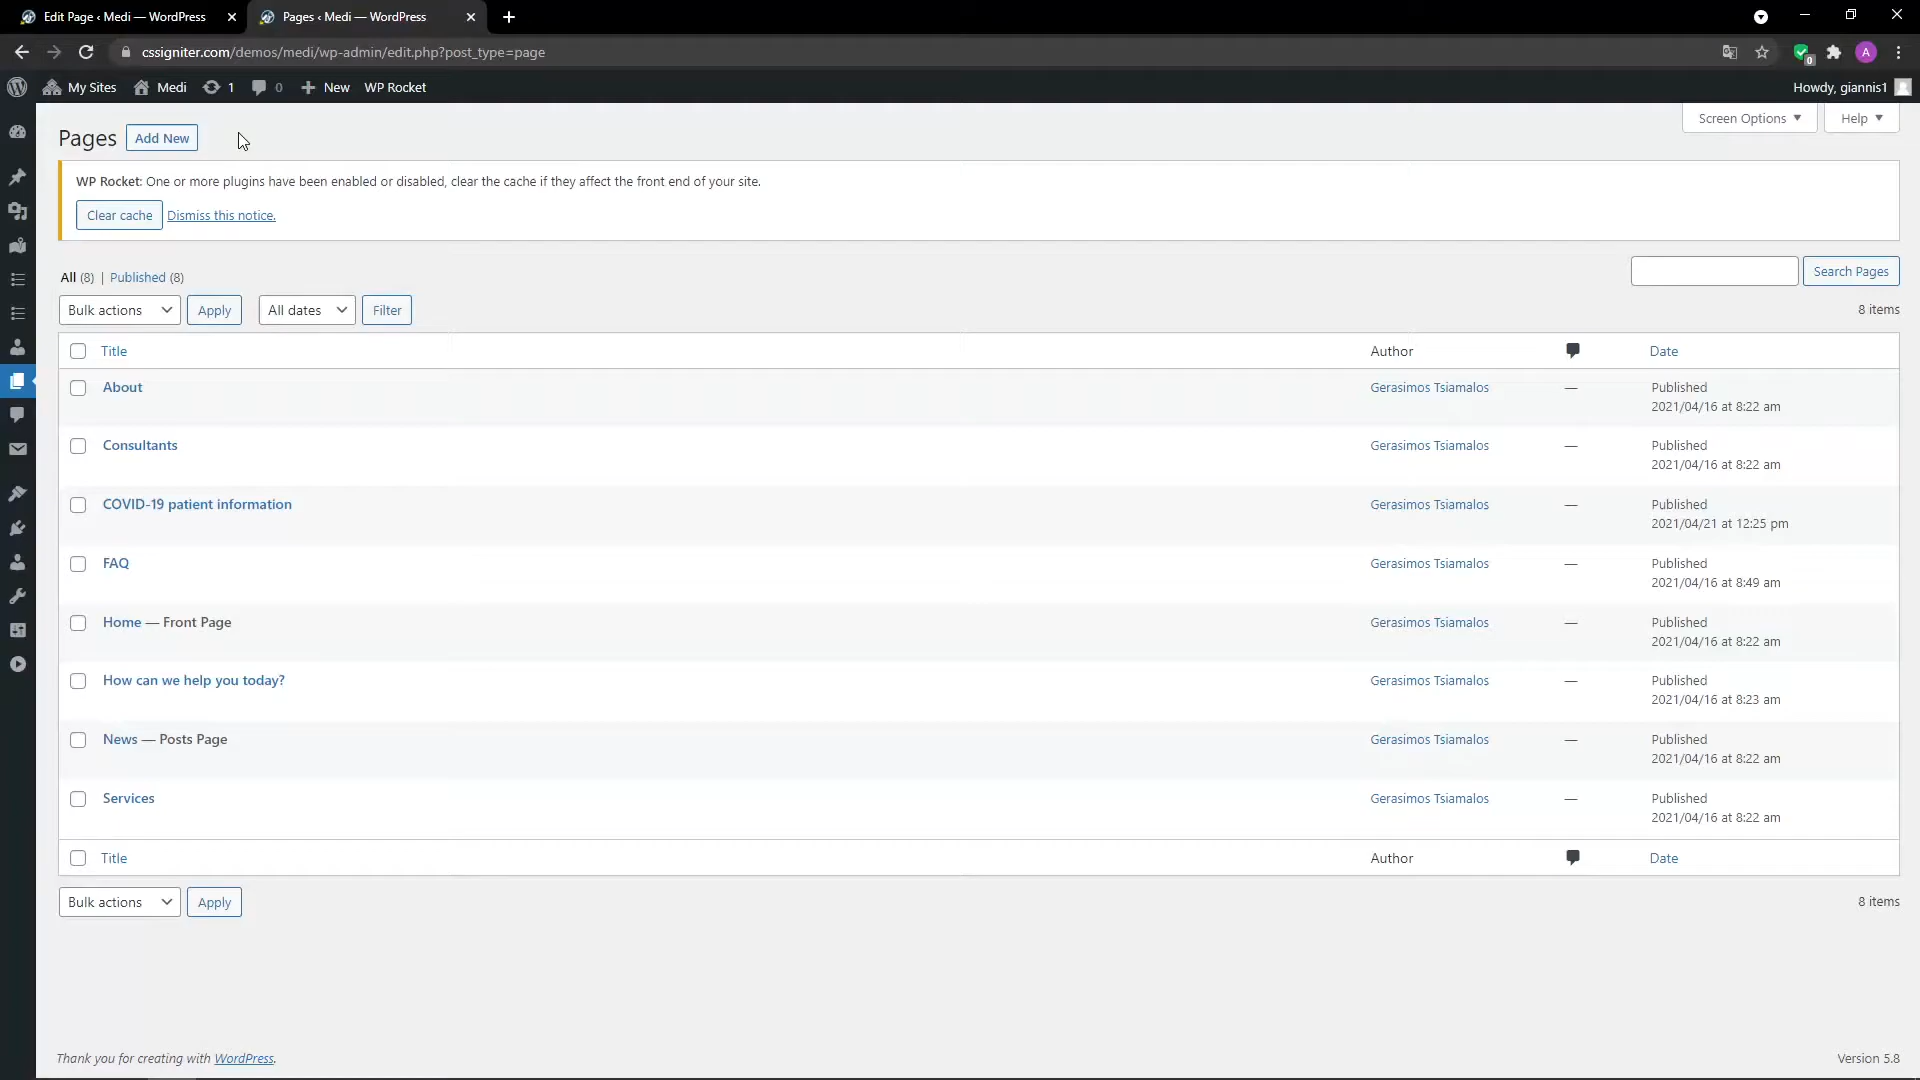 Edit Page ‹ Medi — WordPress
Pages ‹ Medi — WordPress
cssigniter.com/demos/medi/wp-admin/edit.php?post_type=page
0
A
My Sites
Medi
1
0
New
WP Rocket
Howdy, giannis1
Pages
Add New
Screen Options
Help
WP Rocket: One or more plugins have been enabled or disabled, clear the cache if they affect the front end of your site.
Clear cache
Dismiss this notice.
All (8) | Published (8)
Search Pages
Bulk actions
Apply
All dates
Filter
8 items
Title
Author
Date
About
Gerasimos Tsiamalos
—
Published
2021/04/16 at 8:22 am
Consultants
Gerasimos Tsiamalos
—
Published
2021/04/16 at 8:22 am
COVID-19 patient information
Gerasimos Tsiamalos
—
Published
2021/04/21 at 12:25 pm
FAQ
Gerasimos Tsiamalos
—
Published
2021/04/16 at 8:49 am
Home — Front Page
Gerasimos Tsiamalos
—
Published
2021/04/16 at 8:22 am
How can we help you today?
Gerasimos Tsiamalos
—
Published
2021/04/16 at 8:23 am
News — Posts Page
Gerasimos Tsiamalos
—
Published
2021/04/16 at 8:22 am
Services
Gerasimos Tsiamalos
—
Published
2021/04/16 at 8:22 am
Title
Author
Date
Bulk actions
Apply
8 items
Thank you for creating with WordPress.
Version 5.8